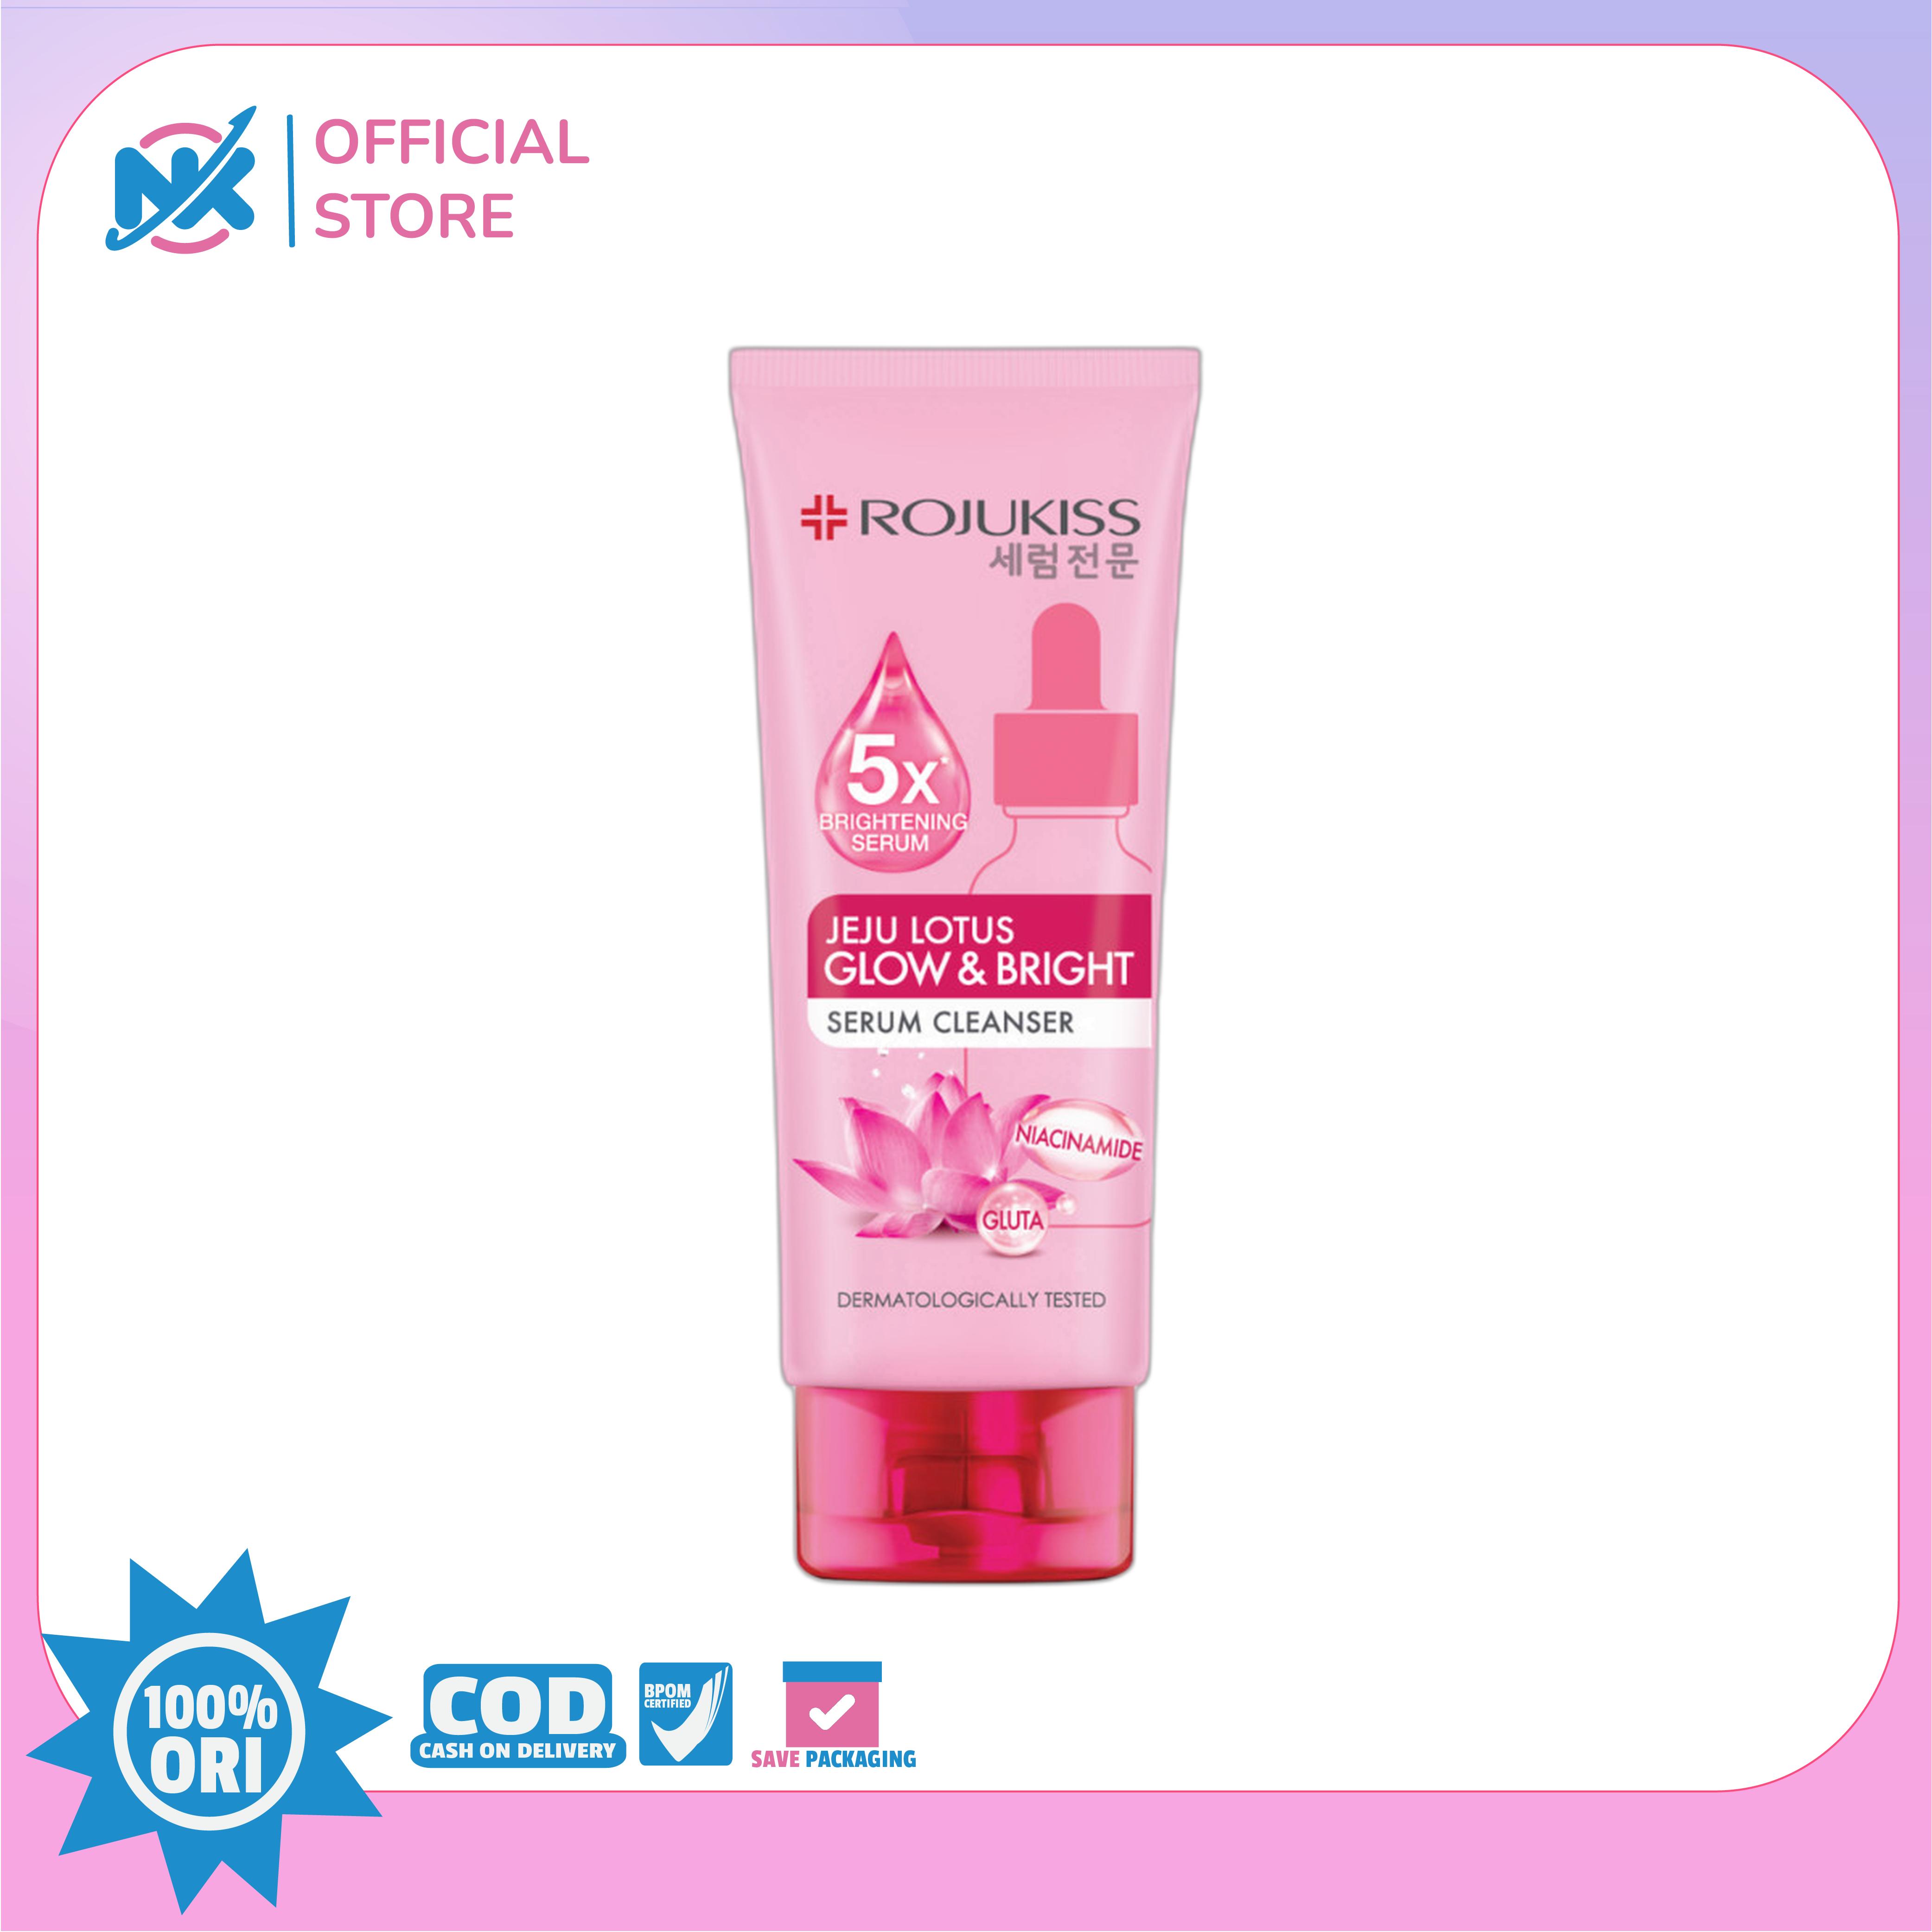 NK
OFFICIAL
STORE
ROJUKISS
세럼전문
5x*
BRIGHTENING
SERUM
JEJU LOTUS
GLOW & BRIGHT
SERUM CLEANSER
NIACINAMIDE
GLUTA
DERMATOLOGICALLY TESTED
100%
ORI
COD
CASH ON DELIVERY
BPOM
CERTIFIED
SAVE PACKAGING